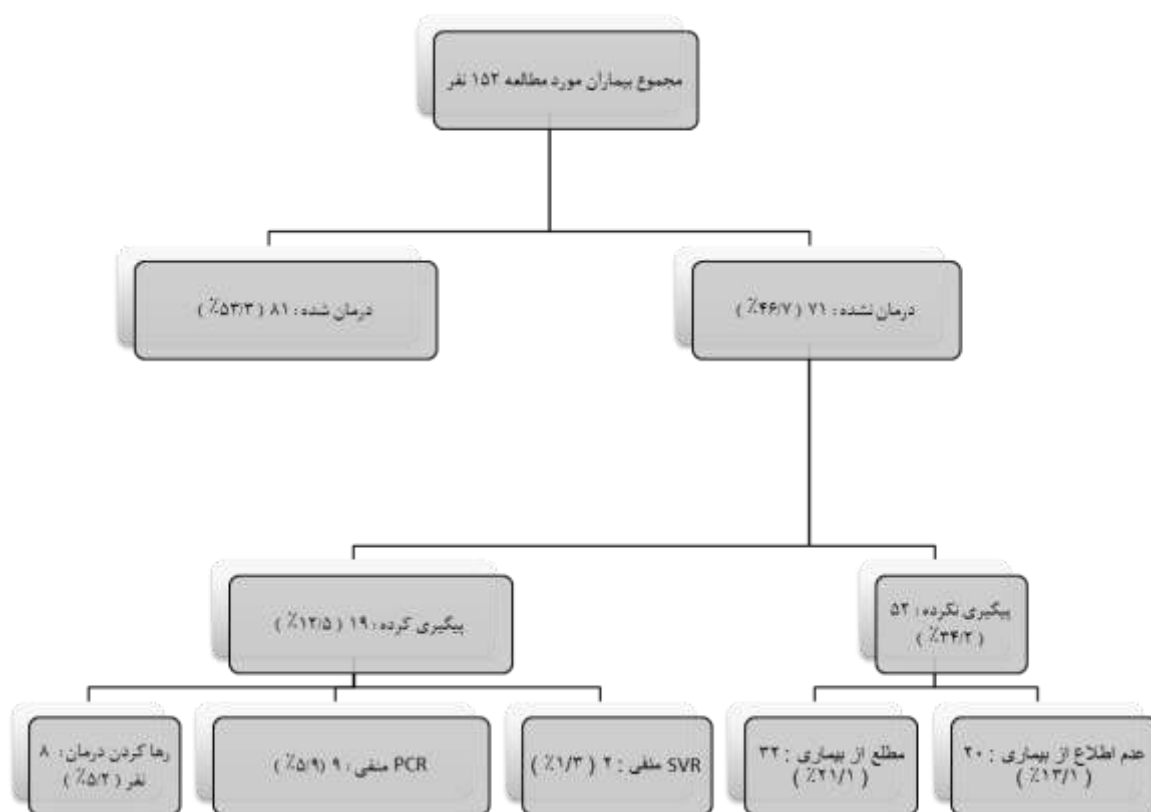 مجموع بیماران مورد مطالعه ۱۵۲ نفر
درمان نشده : ۷۱ ( ۴۶/۷٪ )
درمان شده : ۸۱ ( ۵۳/۳٪ )
پیگیری نکرده : ۵۲
( ۳۴/۲٪ )
پیگیری کرده : ۱۹ ( ۱۲/۵٪ )
عدم اطلاع از بیماری : ۲۰
( ۱۳/۱٪ )
مطلع از بیماری : ۳۲
( ۲۱/۱٪ )
SVR منفی : ۲ ( ۱/۳٪ )
PCR منفی : ۹ ( ۵/۹٪ )
رها کردن درمان : ۸
نفر ( ۵/۲٪ )